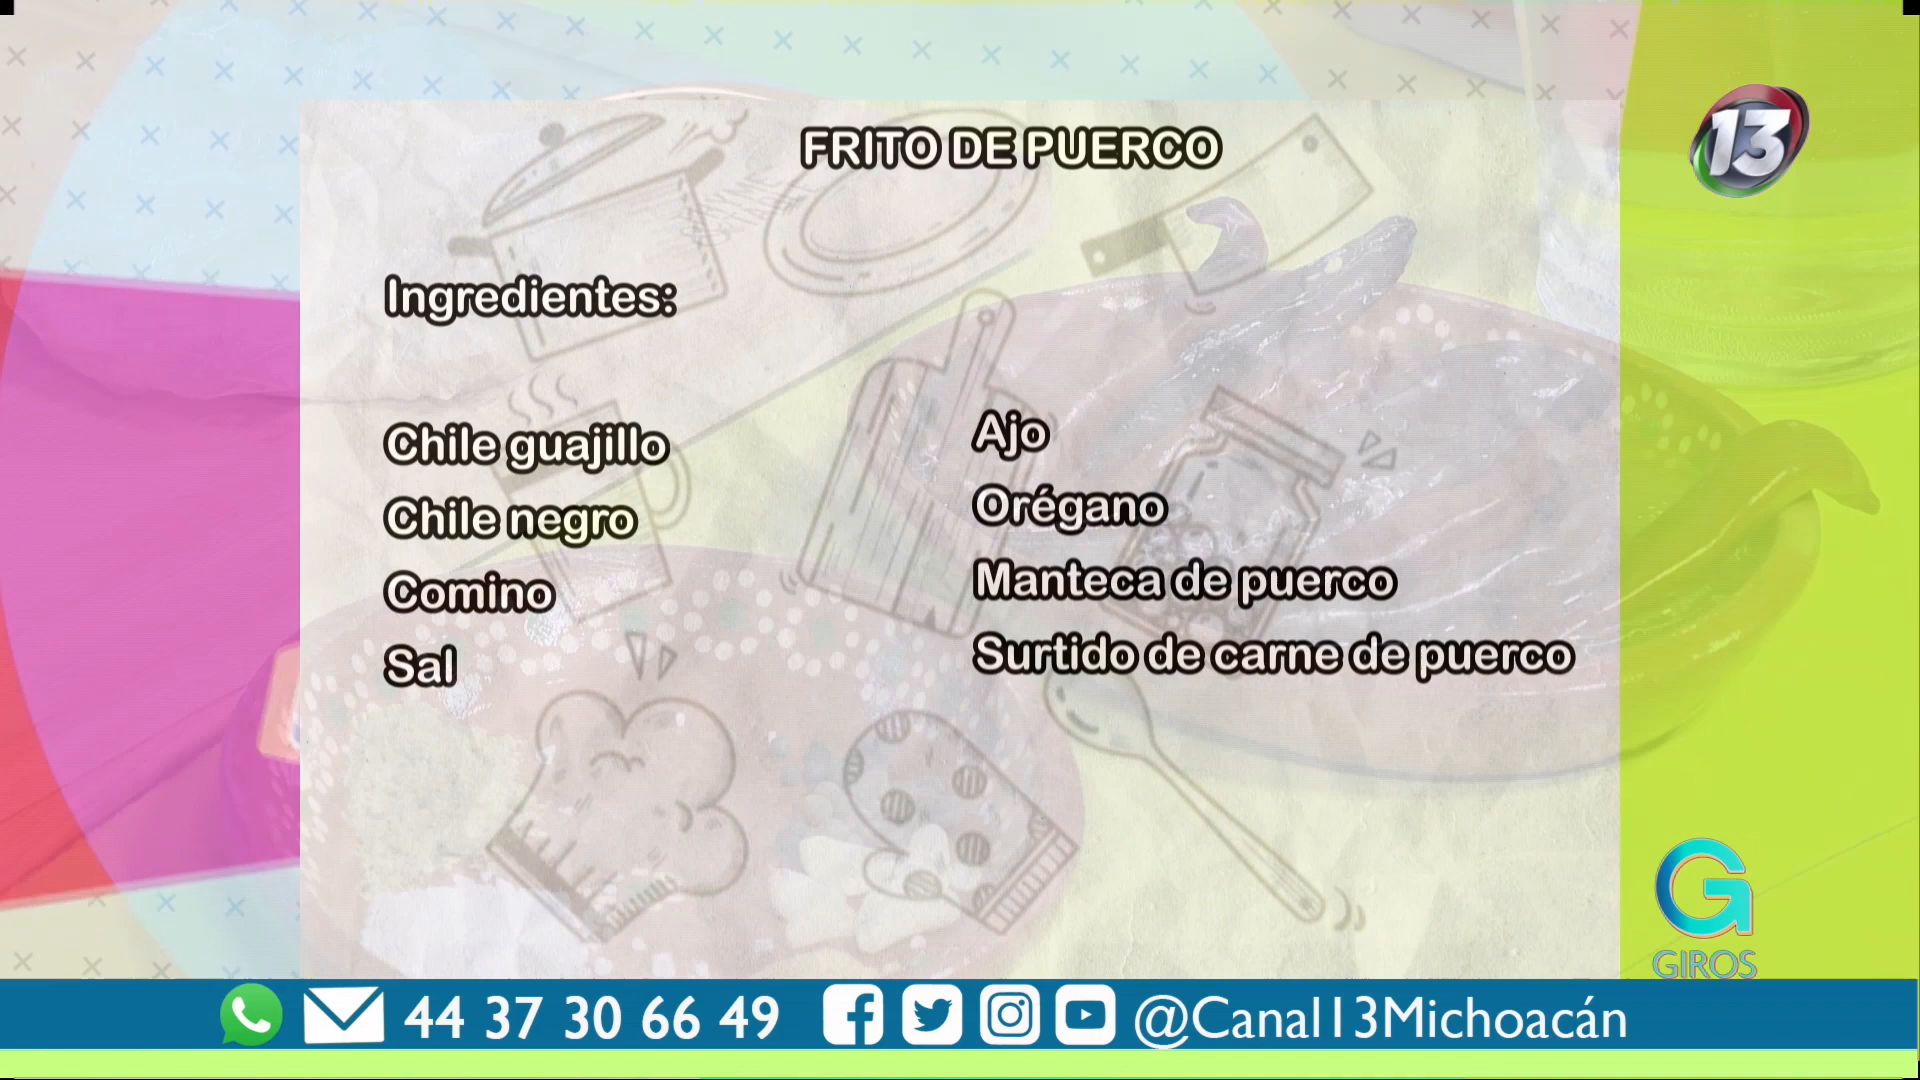 FRITO DE PUERCO
13
Ingredientes:
Chile guajillo
Chile negro
Comino
Sal
Ajo
Orégano
Manteca de puerco
Surtido de carne de puerco
G
GIROS
44 37 30 66 49
@Canal13Michoacán